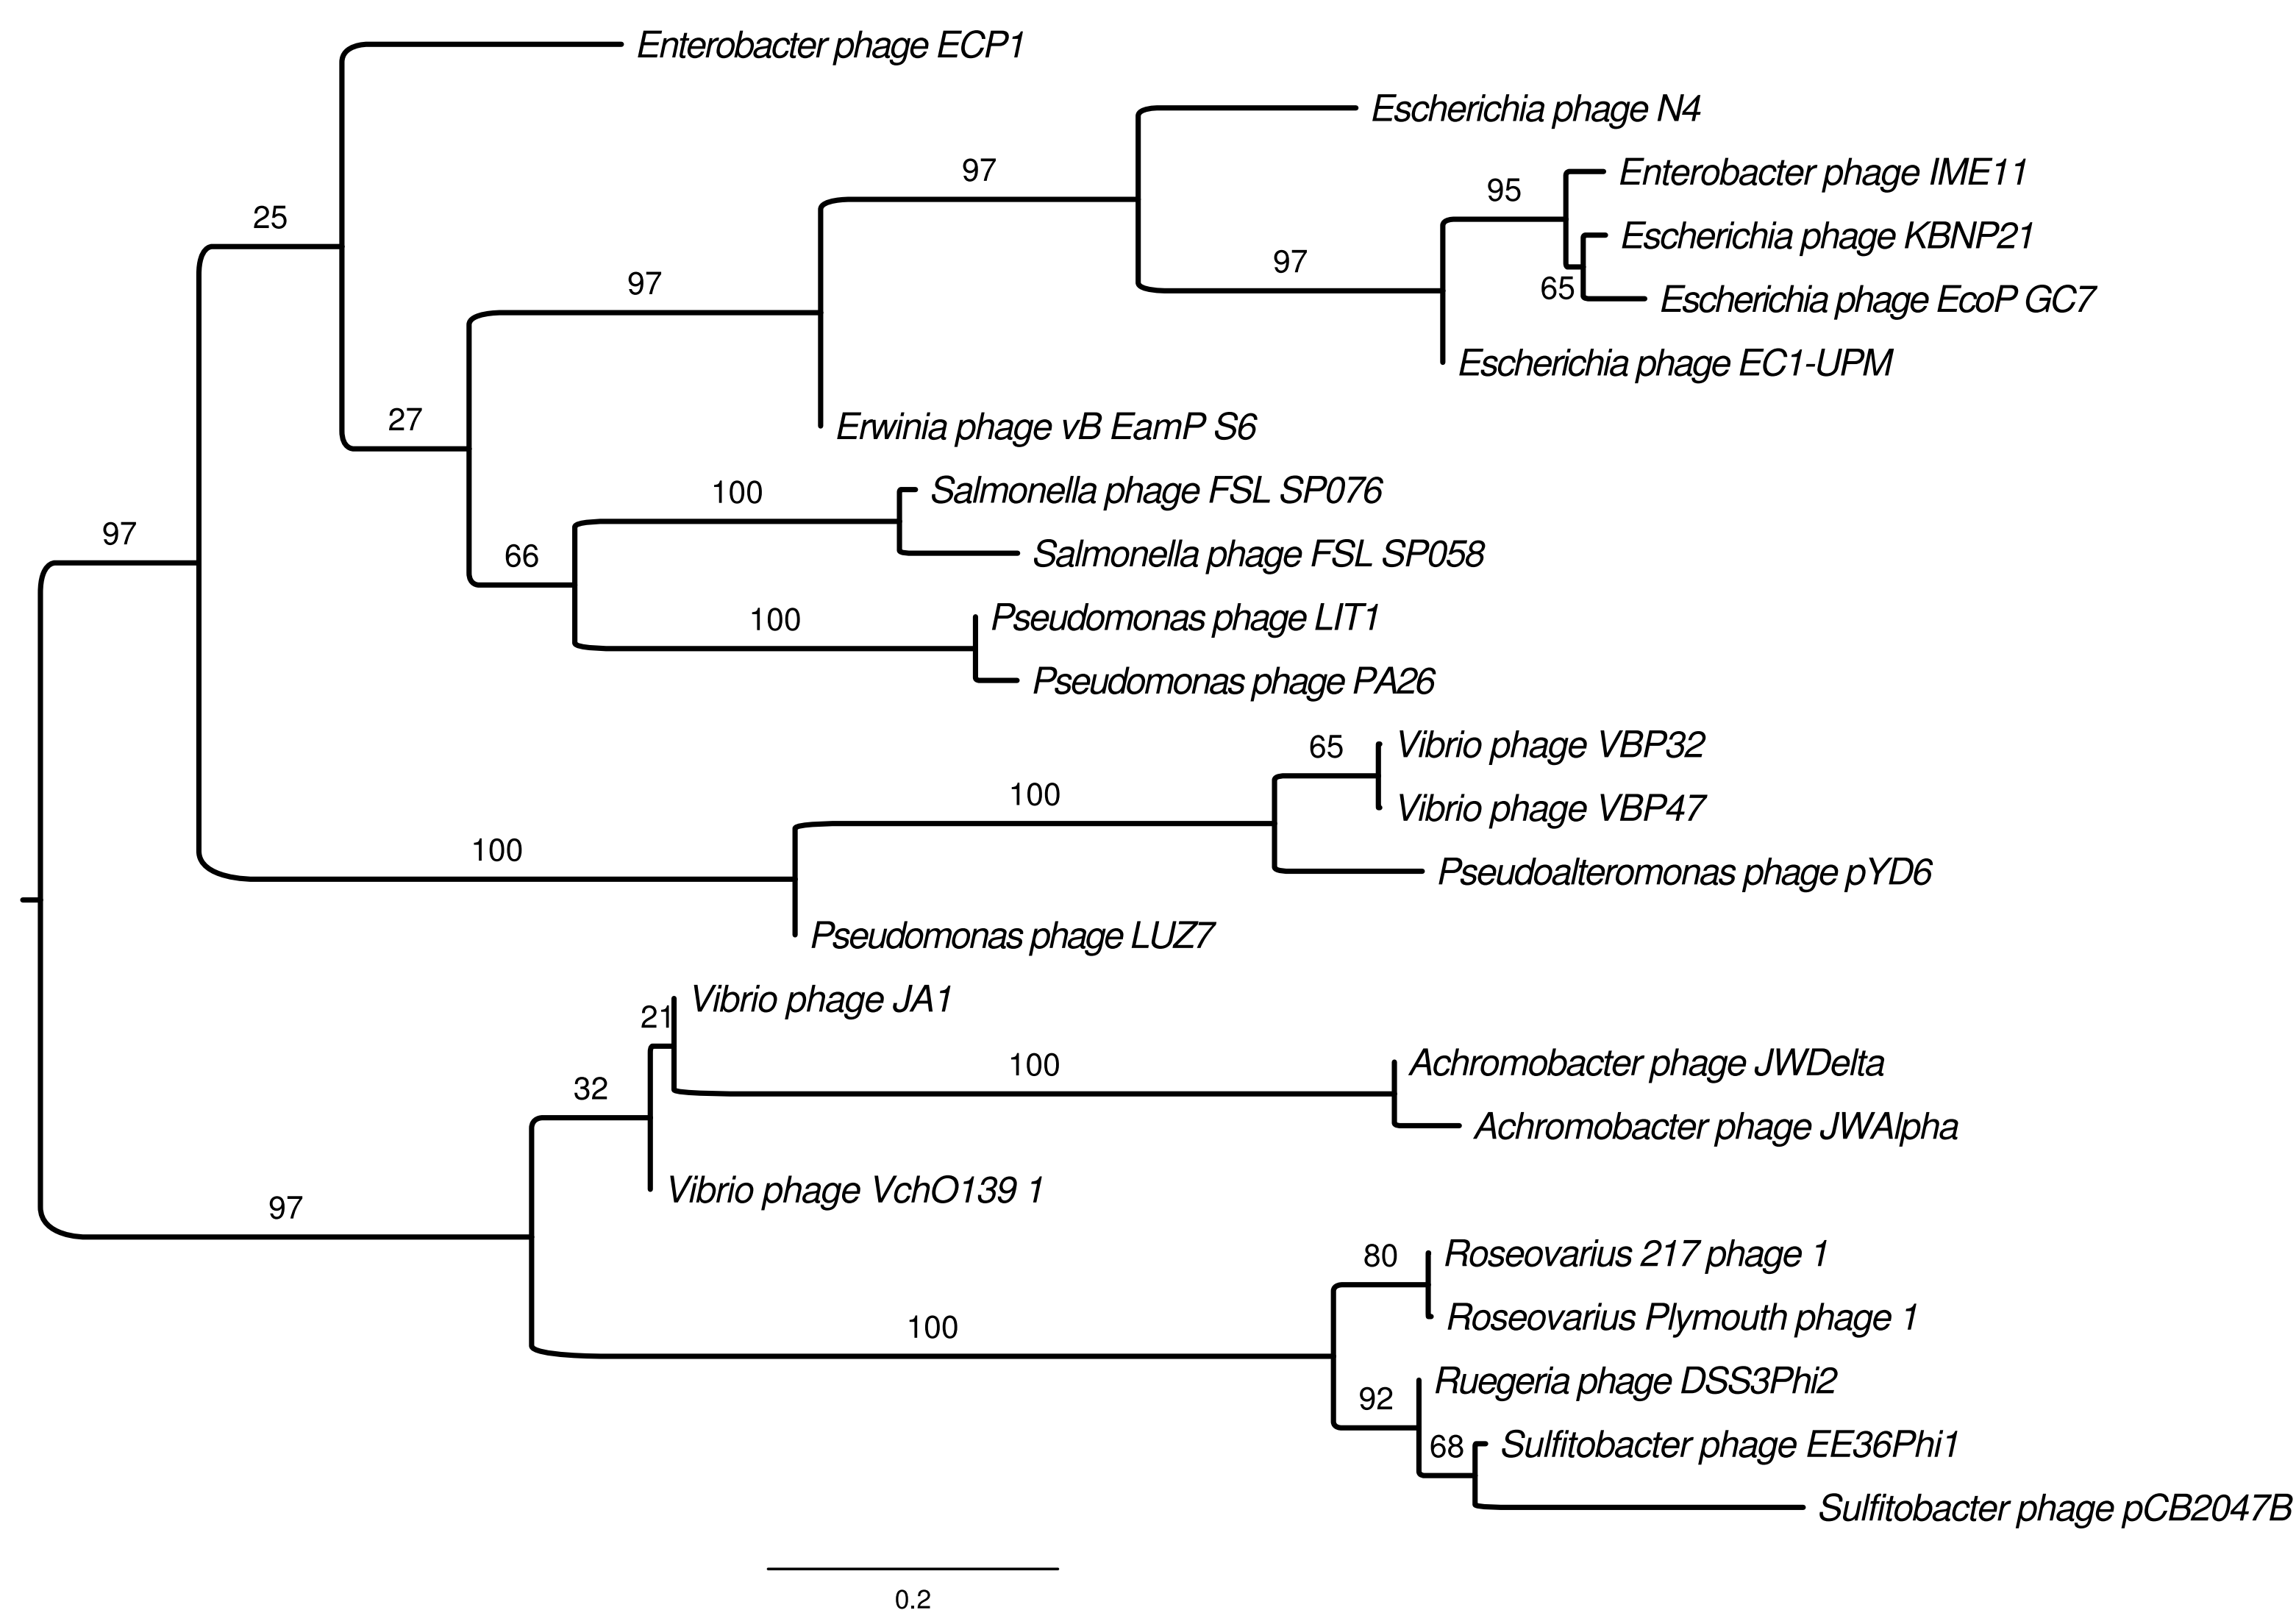 Enterobacter phage ECP1
Escherichia phage N4
97
Enterobacter phage IME11
95
25
Escherichia phage KBNP21
97
97
65
Escherichia phage EcoP GC7
Escherichia phage EC1-UPM
27
Erwinia phage vB EamP S6
100
Salmonella phage FSL SP076
97
66
Salmonella phage FSL SP058
100
Pseudomonas phage LIT1
Pseudomonas phage PA26
65
Vibrio phage VBP32
100
Vibrio phage VBP47
100
Pseudoalteromonas phage pYD6
Pseudomonas phage LUZ7
Vibrio phage JA1
21
100
Achromobacter phage JWDelta
32
Achromobacter phage JWAlpha
Vibrio phage VchO139 1
97
80
Roseovarius 217 phage 1
100
Roseovarius Plymouth phage 1
Ruegeria phage DSS3Phi2
92
68
Sulfitobacter phage EE36Phi1
Sulfitobacter phage pCB2047B
0.2